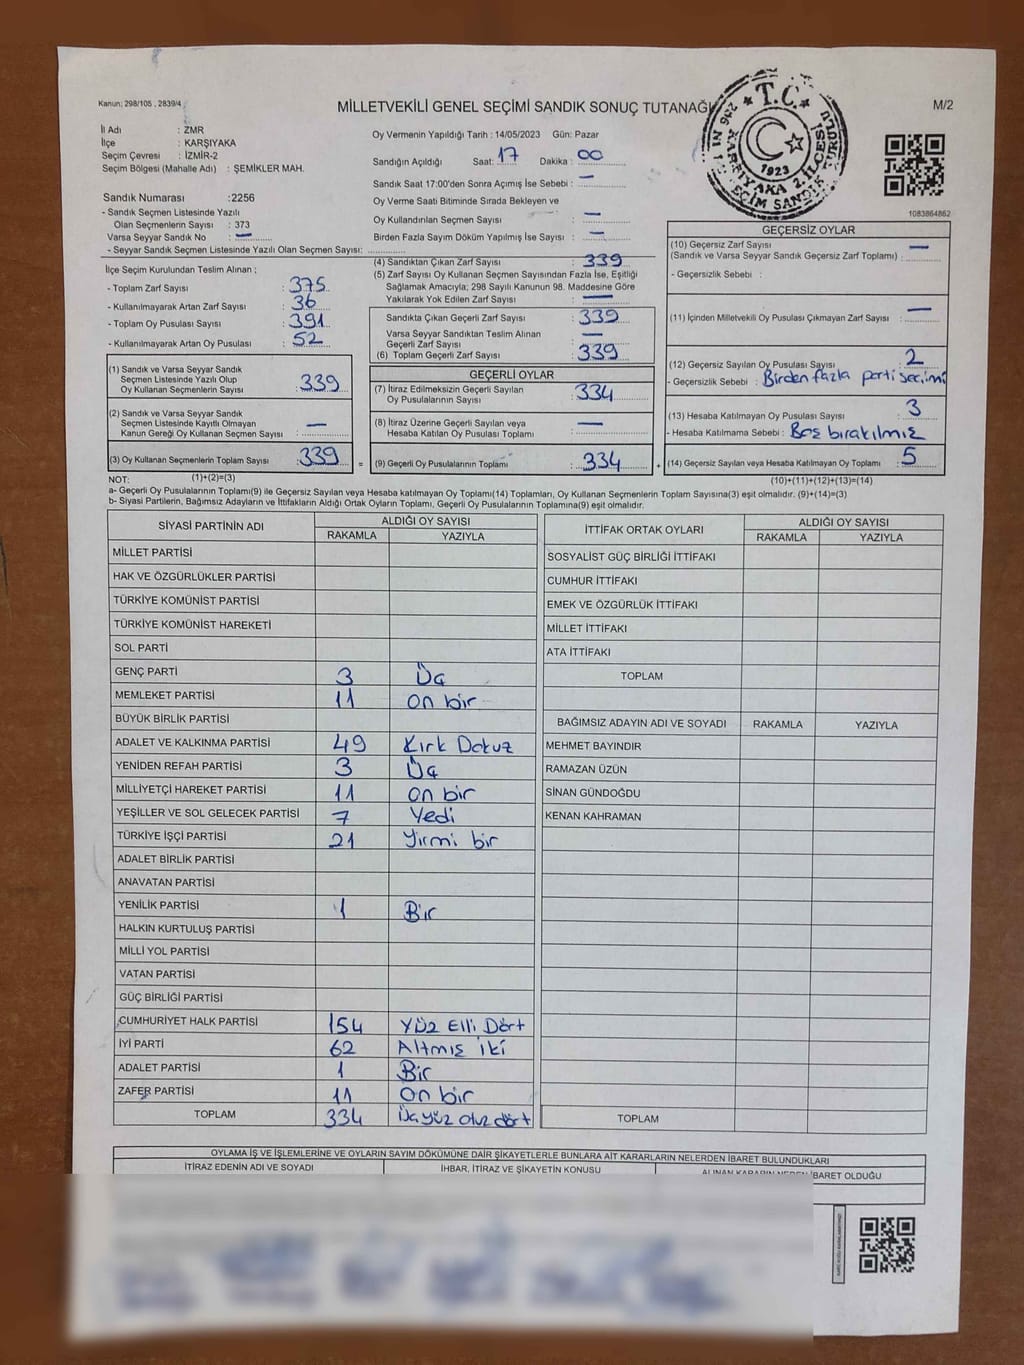 Kanun; 298/105 , 2839/4
MİLLETVEKİLİ GENEL SEÇİMİ SANDIK SONUÇ TUTANAĞI
M/2
İl Adı : ZMR
İlçe : KARŞIYAKA
Seçim Çevresi : İZMİR-2
Seçim Bölgesi (Mahalle Adı) : ŞEMİKLER MAH.
Oy Vermenin Yapıldığı Tarih : 14/05/2023 Gün: Pazar
Sandığın Açıldığı Saat: 17 Dakika : 00
Sandık Saat 17:00'den Sonra Açımış İse Sebebi : —
Oy Verme Saati Bitiminde Sırada Bekleyen ve
Oy Kullandırılan Seçmen Sayısı : —
Birden Fazla Sayım Döküm Yapılmış İse Sayısı : —
T.C.
1923
KARŞIYAKA 2.İLÇE SEÇİM
1083864862
Sandık Numarası :2256
- Sandık Seçmen Listesinde Yazılı
Olan Seçmenlerin Sayısı : 373
Varsa Seyyar Sandık No : —
- Seyyar Sandık Seçmen Listesinde Yazılı Olan Seçmen Sayısı:
İlçe Seçim Kurulundan Teslim Alınan ;
- Toplam Zarf Sayısı : 375
- Kullanılmayarak Artan Zarf Sayısı : 36
- Toplam Oy Pusulası Sayısı : 391
- Kullanılmayarak Artan Oy Pusulası : 52
(1) Sandık ve Varsa Seyyar Sandık
Seçmen Listesinde Yazılı Olup
Oy Kullanan Seçmenlerin Sayısı : 339
(2) Sandık ve Varsa Seyyar Sandık
Seçmen Listesinde Kayıtlı Olmayan
Kanun Gereği Oy Kullanan Seçmen Sayısı : —
(3) Oy Kullanan Seçmenlerin Toplam Sayısı : 339
(1)+(2)=(3)
(4) Sandıktan Çıkan Zarf Sayısı : 339
(5) Zarf Sayısı Oy Kullanan Seçmen Sayısından Fazla İse, Eşitliği
Sağlamak Amacıyla; 298 Sayılı Kanunun 98. Maddesine Göre
Yakılarak Yok Edilen Zarf Sayısı : —
Sandıkta Çıkan Geçerli Zarf Sayısı : 339
Varsa Seyyar Sandıktan Teslim Alınan
Geçerli Zarf Sayısı : —
(6) Toplam Geçerli Zarf Sayısı : 339
GEÇERLİ OYLAR
(7) İtiraz Edilmeksizin Geçerli Sayılan
Oy Pusulalarının Sayısı : 334
(8) İtiraz Üzerine Geçerli Sayılan veya
Hesaba Katılan Oy Pusulası Toplamı : —
= (9) Geçerli Oy Pusulalarının Toplamı : 334 +
GEÇERSİZ OYLAR
(10) Geçersiz Zarf Sayısı —
(Sandık ve Varsa Seyyar Sandık Geçersiz Zarf Toplamı) :
- Geçersizlik Sebebi :
(11) İçinden Milletvekili Oy Pusulası Çıkmayan Zarf Sayısı : —
(12) Geçersiz Sayılan Oy Pusulası Sayısı : 2
- Geçersizlik Sebebi : Birden fazla parti seçimi
(13) Hesaba Katılmayan Oy Pusulası Sayısı : 3
- Hesaba Katılmama Sebebi : Boş bırakılmış
(14) Geçersiz Sayılan veya Hesaba Katılmayan Oy Toplamı : 5
(10)+(11)+(12)+(13)=(14)
NOT:
a- Geçerli Oy Pusulalarının Toplamı(9) ile Geçersiz Sayılan veya Hesaba katılmayan Oy Toplamı(14) Toplamları, Oy Kullanan Seçmenlerin Toplam Sayısına(3) eşit olmalıdır. (9)+(14)=(3)
b- Siyasi Partilerin, Bağımsız Adayların ve İttifakların Aldığı Ortak Oyların Toplamı, Geçerli Oy Pusulalarının Toplamına(9) eşit olmalıdır.
SİYASİ PARTİNİN ADI ALDIĞI OY SAYISI
RAKAMLA YAZIYLA
MİLLET PARTİSİ
HAK VE ÖZGÜRLÜKLER PARTİSİ
TÜRKİYE KOMÜNİST PARTİSİ
TÜRKİYE KOMÜNİST HAREKETİ
SOL PARTİ
GENÇ PARTİ 3 Üç
MEMLEKET PARTİSİ 11 on bir
BÜYÜK BİRLİK PARTİSİ
ADALET VE KALKINMA PARTİSİ 49 Kırk Dokuz
YENİDEN REFAH PARTİSİ 3 Üç
MİLLİYETÇİ HAREKET PARTİSİ 11 on bir
YEŞİLLER VE SOL GELECEK PARTİSİ 7 Yedi
TÜRKİYE İŞÇİ PARTİSİ 21 Yirmi bir
ADALET BİRLİK PARTİSİ
ANAVATAN PARTİSİ
YENİLİK PARTİSİ 1 Bir
HALKIN KURTULUŞ PARTİSİ
MİLLİ YOL PARTİSİ
VATAN PARTİSİ
GÜÇ BİRLİĞİ PARTİSİ
CUMHURİYET HALK PARTİSİ 154 Yüz Elli Dört
İYİ PARTİ 62 Altmış iki
ADALET PARTİSİ 1 Bir
ZAFER PARTİSİ 11 On bir
TOPLAM 334 Üçyüz otuz dört
İTTİFAK ORTAK OYLARI ALDIĞI OY SAYISI
RAKAMLA YAZIYLA
SOSYALİST GÜÇ BİRLİĞİ İTTİFAKI
CUMHUR İTTİFAKI
EMEK VE ÖZGÜRLÜK İTTİFAKI
MİLLET İTTİFAKI
ATA İTTİFAKI
TOPLAM
BAĞIMSIZ ADAYIN ADI VE SOYADI RAKAMLA YAZIYLA
MEHMET BAYINDIR
RAMAZAN ÜZÜN
SİNAN GÜNDOĞDU
KENAN KAHRAMAN
TOPLAM
OYLAMA İŞ VE İŞLEMLERİNE VE OYLARIN SAYIM DÖKÜMÜNE DAİR ŞİKAYETLERLE BUNLARA AİT KARARLARIN NELERDEN İBARET BULUNDUKLARI
İTİRAZ EDENİN ADI VE SOYADI İHBAR, İTİRAZ VE ŞİKAYETİN KONUSU ALINAN KARARIN NEDEN İBARET OLDUĞU